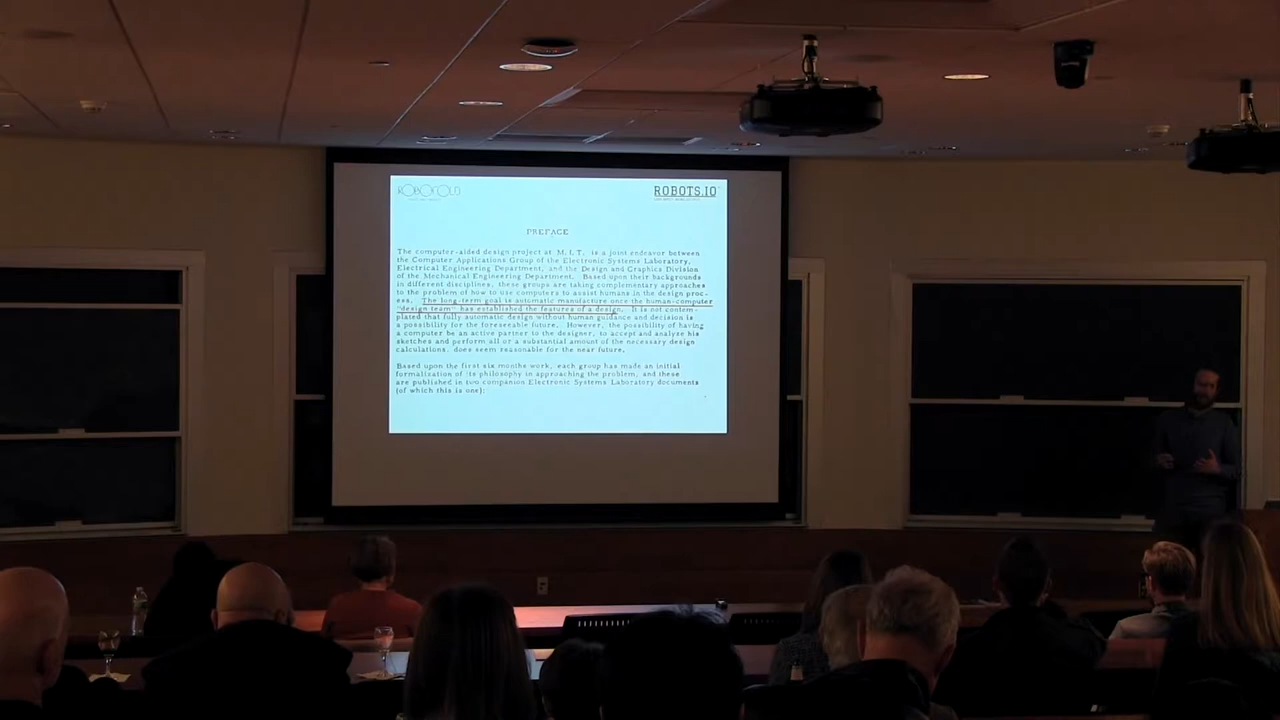 ROBOFOLD
ROBOTS.IO
PREFACE
The computer-aided design project at M.I.T. is a joint endeavor between
the Computer Applications Group of the Electronic Systems Laboratory,
Electrical Engineering Department, and the Design and Graphics Division
of the Mechanical Engineering Department. Based upon their backgrounds
in different disciplines, these groups are taking complementary approaches
to the problem of how to use computers to assist humans in the design proc-
ess. The long-term goal is automatic manufacture once the human-computer
"design team" has established the features of a design. It is not contem-
plated that fully automatic design without human guidance and decision is
a possibility for the foreseeable future. However, the possibility of having
a computer be an active partner to the designer, to accept and analyze his
sketches and perform all or a substantial amount of the necessary design
calculations, does seem reasonable for the near future.
Based upon the first six months work, each group has made an initial
formalization of its philosophy in approaching the problem, and these
are published in two companion Electronic Systems Laboratory documents
(of which this is one):